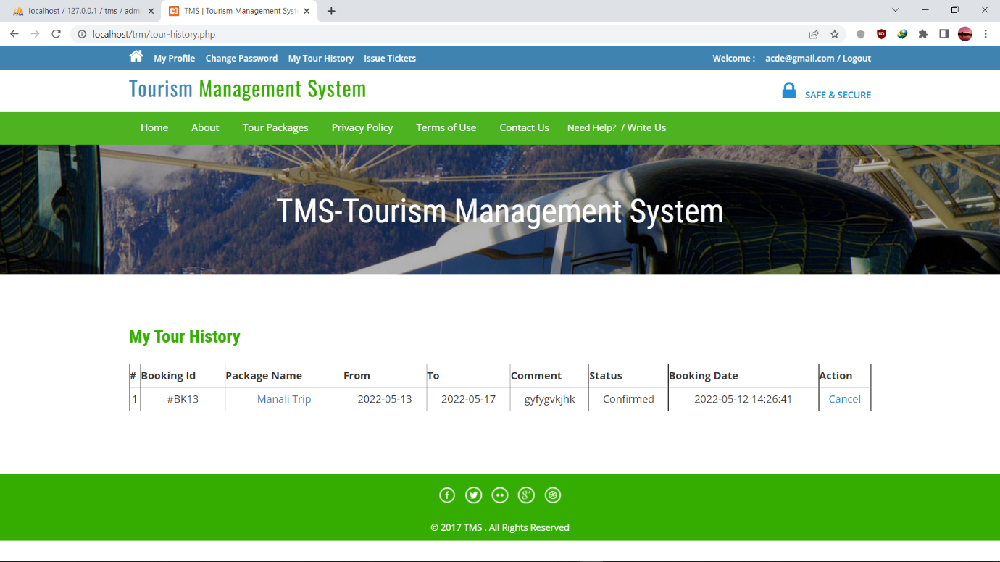 localhost / 127.0.0.1 / tms / admi
TMS | Tourism Management Syst
localhost/trm/tour-history.php
My Profile Change Password My Tour History Issue Tickets Welcome : acde@gmail.com / Logout
Tourism Management System
SAFE & SECURE
Home About Tour Packages Privacy Policy Terms of Use Contact Us Need Help? / Write Us
TMS-Tourism Management System
My Tour History
# Booking Id Package Name From To Comment Status Booking Date Action
1 #BK13 Manali Trip 2022-05-13 2022-05-17 gyfygvkjhk Confirmed 2022-05-12 14:26:41 Cancel
© 2017 TMS . All Rights Reserved